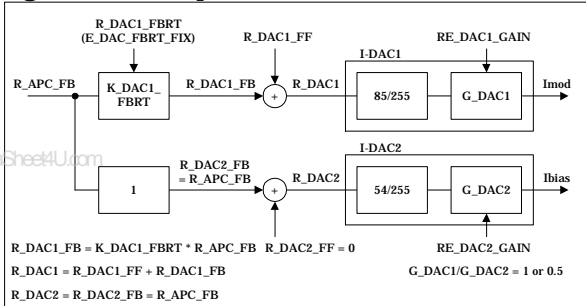 R_DAC1_FBRT
(E_DAC_FBRT_FIX)
R_DAC1_FF
RE_DAC1_GAIN
I-DAC1
R_APC_FB
K_DAC1_
FBRT
R_DAC1_FB
+
R_DAC1
85/255
G_DAC1
Imod
I-DAC2
R_DAC2_FB
= R_APC_FB
1
+
R_DAC2
54/255
G_DAC2
Ibias
R_DAC1_FB = K_DAC1_FBRT * R_APC_FB
R_DAC2_FF = 0
RE_DAC2_GAIN
R_DAC1 = R_DAC1_FF + R_DAC1_FB
G_DAC1/G_DAC2 = 1 or 0.5
R_DAC2 = R_DAC2_FB = R_APC_FB